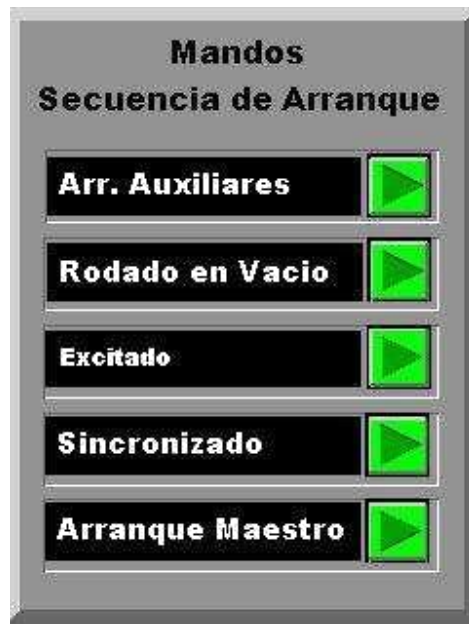 Mandos
Secuencia de Arranque
Arr. Auxiliares
Rodado en Vacio
Excitado
Sincronizado
Arranque Maestro